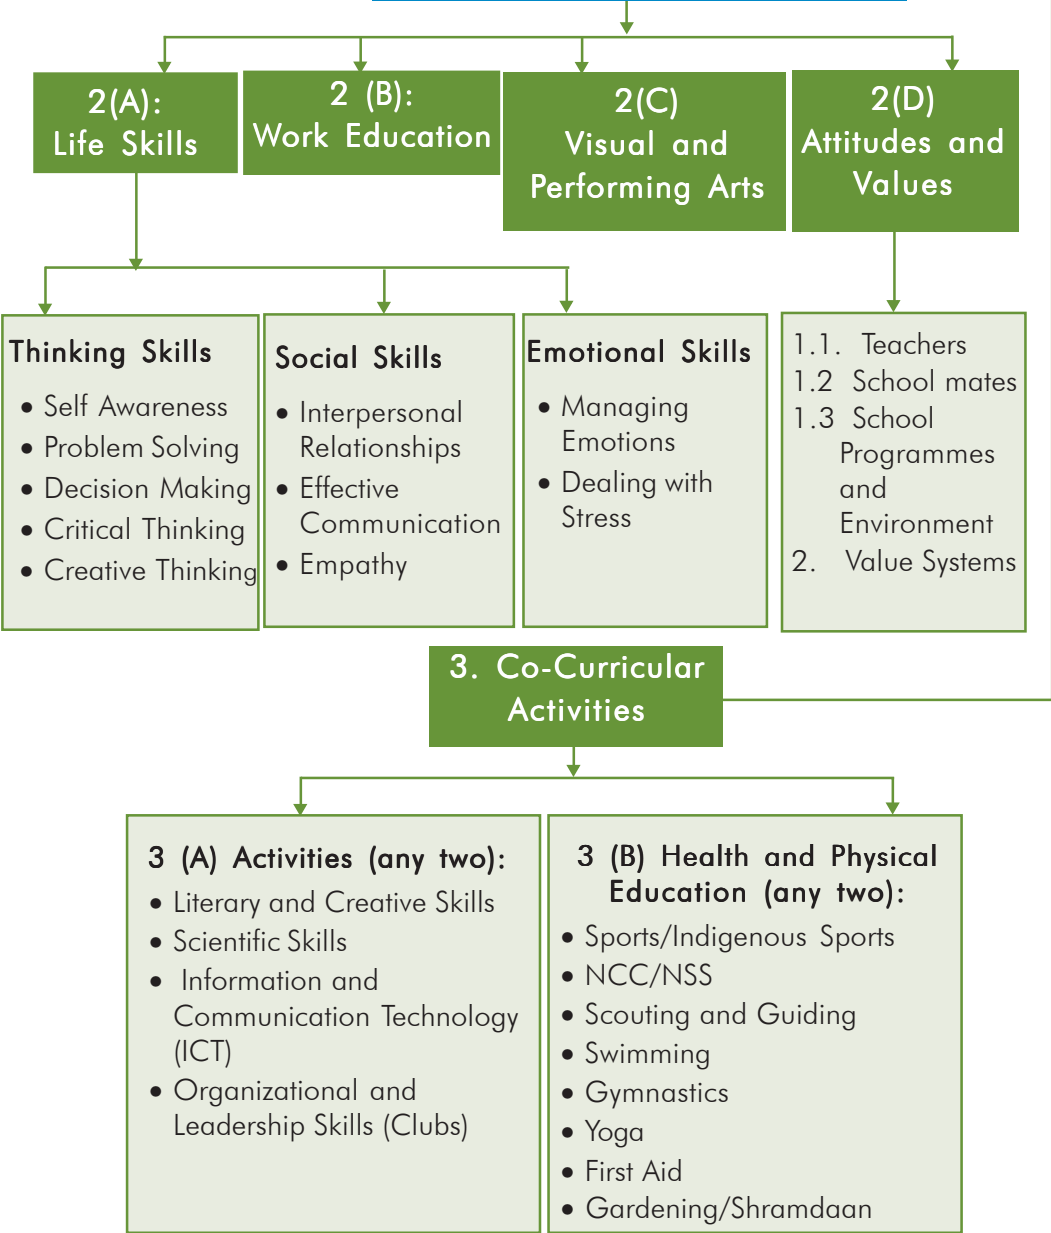 2(A):
Life Skills
2 (B):
Work Education
2(C)
Visual and
Performing Arts
2(D)
Attitudes and
Values
Thinking Skills
• Self Awareness
• Problem Solving
• Decision Making
• Critical Thinking
• Creative Thinking
Social Skills
• Interpersonal
Relationships
• Effective
Communication
• Empathy
Emotional Skills
• Managing
Emotions
• Dealing with
Stress
1.1. Teachers
1.2 School mates
1.3 School
Programmes
and
Environment
2. Value Systems
3. Co-Curricular
Activities
3 (A) Activities (any two):
• Literary and Creative Skills
• Scientific Skills
• Information and
Communication Technology
(ICT)
• Organizational and
Leadership Skills (Clubs)
3 (B) Health and Physical
Education (any two):
• Sports/Indigenous Sports
• NCC/NSS
• Scouting and Guiding
• Swimming
• Gymnastics
• Yoga
• First Aid
• Gardening/Shramdaan